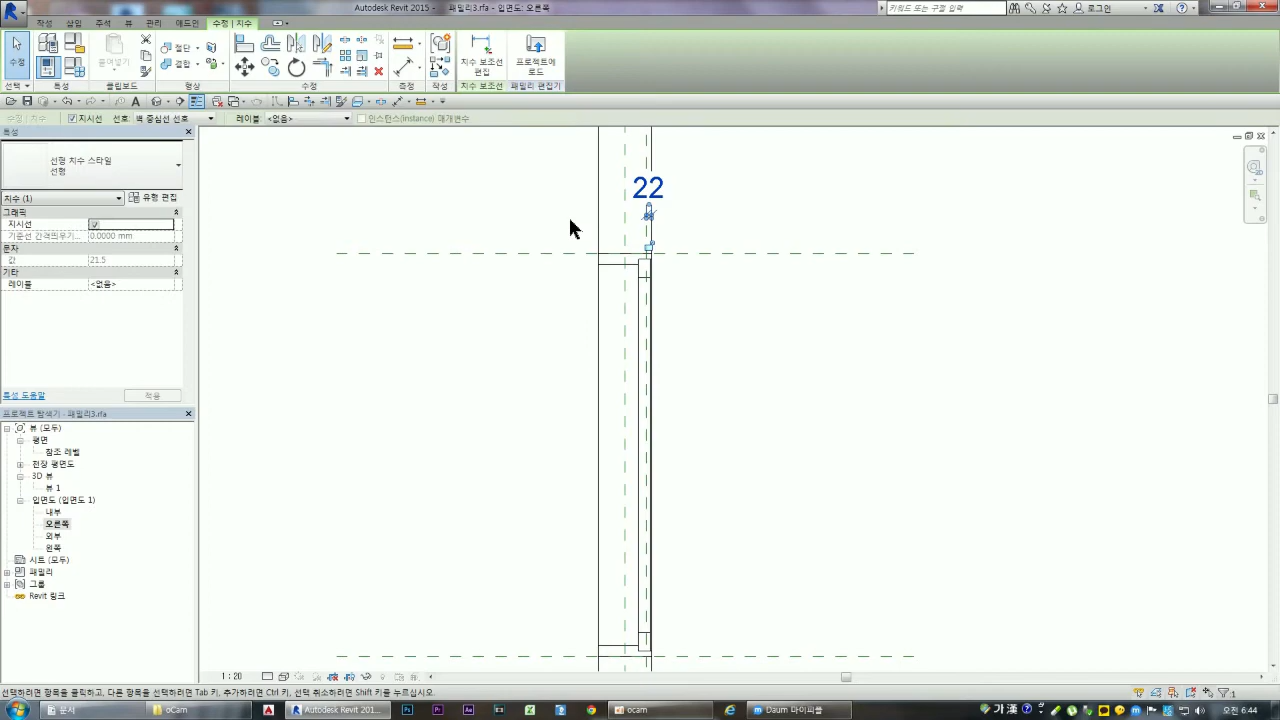 Autodesk Revit 2015 - 패밀리3.rfa - 입면도: 오른쪽
키워드 또는 구절 입력
로그인
작성 삽입 주석 뷰 관리 애드인 수정 | 치수
수정
붙여넣기
절단
결합
치수 보조선
편집
프로젝트에
로드
선택 특성 클립보드 형상 수정 측정 작성 치수 보조선 패밀리 편집기
수정 | 치수
지시선 선호: 벽 중심선 선호 레이블: <없음> 인스턴스(instance) 매개변수
특성
선형 치수 스타일
선형
치수 (1) 유형 편집
그래픽
지시선
기준선 간격띄우기... 0.0000 mm
문자
값 21.5
기타
레이블 <없음>
특성 도움말 적용
22
프로젝트 탐색기 - 패밀리3.rfa
뷰 (모두)
평면
참조 레벨
천장 평면도
3D 뷰
뷰 1
입면도 (입면도 1)
내부
오른쪽
외부
왼쪽
시트 (모두)
패밀리
그룹
Revit 링크
1 : 20
선택하려면 항목을 클릭하고, 다른 항목을 선택하려면 Tab 키, 추가하려면 Ctrl 키, 선택 취소하려면 Shift 키를 누르십시오.
:1
문서 oCam Autodesk Revit 201... ocam Daum 마이피플
가 漢
오전 6:44